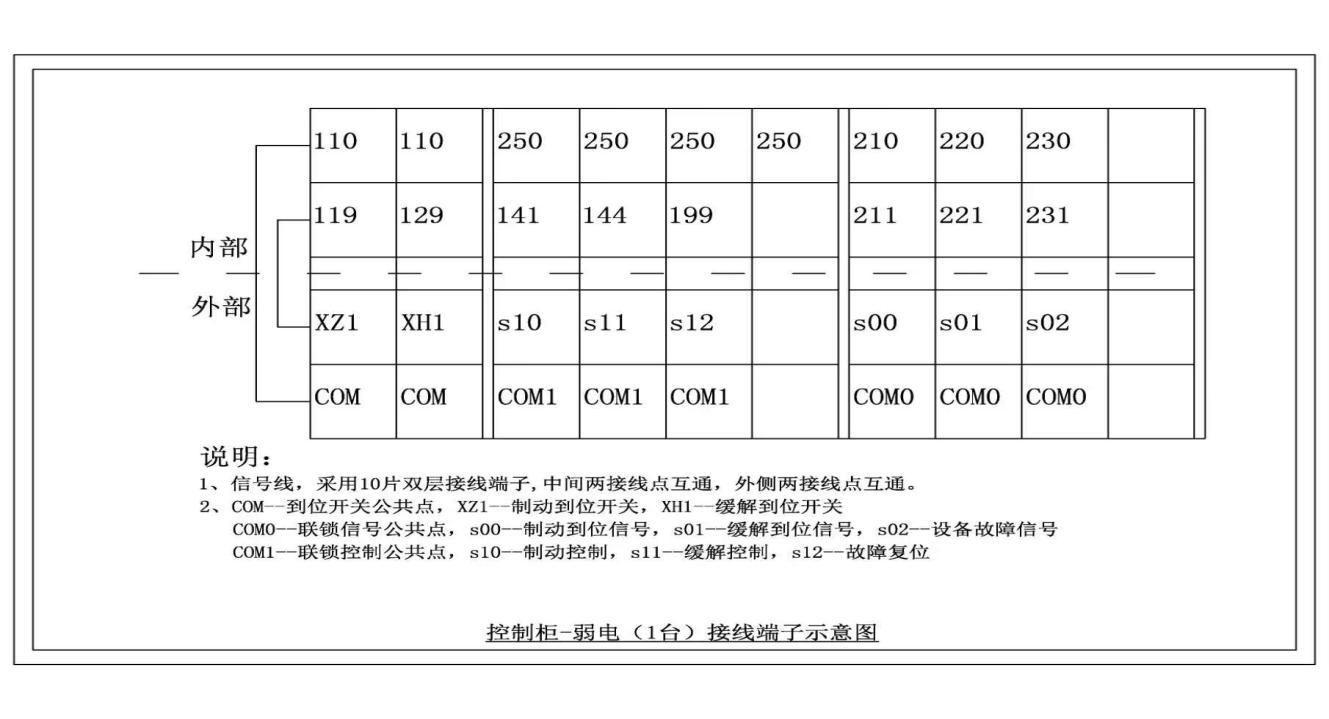 110 110 250 250 250 250 210 220 230
119 129 141 144 199 211 221 231
内部
外部
XZ1 XH1 s10 s11 s12 s00 s01 s02
COM COM COM1 COM1 COM1 COM0 COM0 COM0
说明:
1、信号线，采用10片双层接线端子,中间两接线点互通，外侧两接线点互通。
2、COM--到位开关公共点，XZ1--制动到位开关，XH1--缓解到位开关
COM0--联锁信号公共点，s00--制动到位信号，s01--缓解到位信号，s02--设备故障信号
COM1--联锁控制公共点，s10--制动控制，s11--缓解控制，s12--故障复位
控制柜-弱电（1台）接线端子示意图